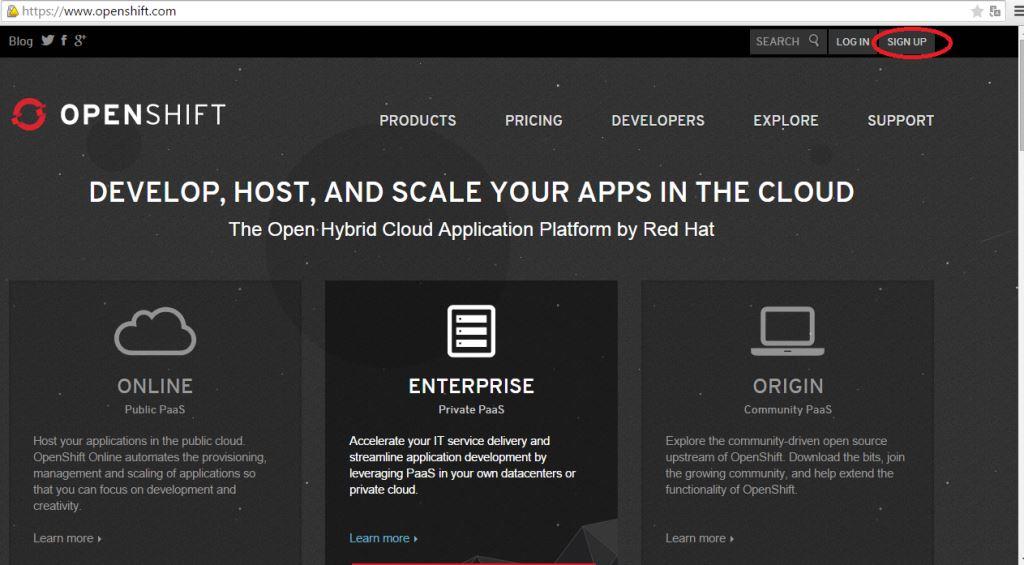 https://www.openshift.com
Blog
SEARCH LOG IN SIGN UP
OPENSHIFT
PRODUCTS PRICING DEVELOPERS EXPLORE SUPPORT
DEVELOP, HOST, AND SCALE YOUR APPS IN THE CLOUD
The Open Hybrid Cloud Application Platform by Red Hat
ONLINE
Public PaaS
Host your applications in the public cloud.
OpenShift Online automates the provisioning,
management and scaling of applications so
that you can focus on development and
creativity.
Learn more
ENTERPRISE
Private PaaS
Accelerate your IT service delivery and
streamline application development by
leveraging PaaS in your own datacenters or
private cloud.
Learn more
ORIGIN
Community PaaS
Explore the community-driven open source
upstream of OpenShift. Download the bits, join
the growing community, and help extend the
functionality of OpenShift.
Learn more